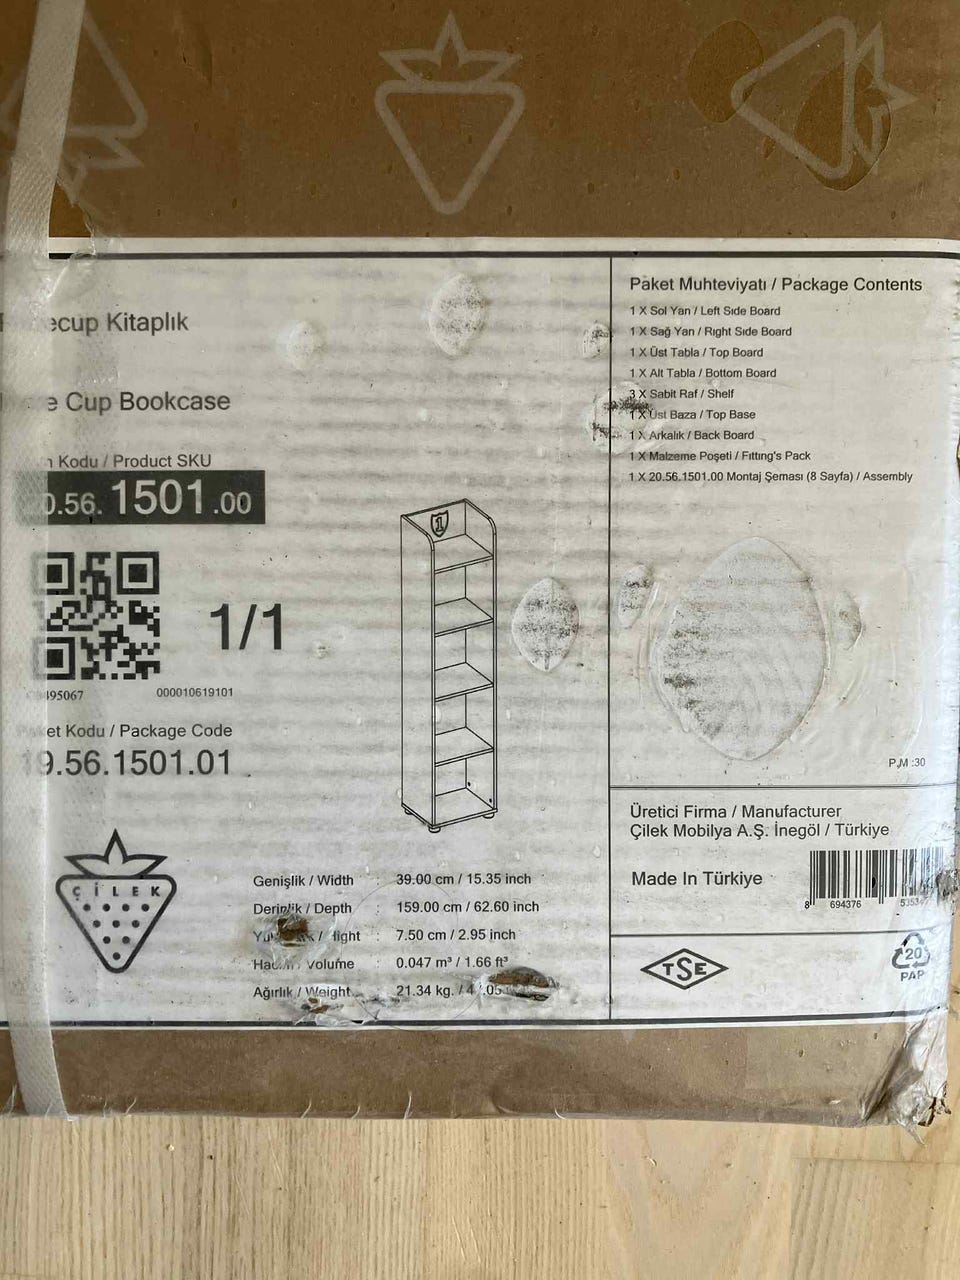 Kitaplık
Cup Bookcase
Kodu / Product SKU
.56.1501.00
1/1
495067
000010619101
Kodu / Package Code
19.56.1501.01
ÇİLEK
1
Genişlik / Width : 39.00 cm / 15.35 inch
Derinlik / Depth : 159.00 cm / 62.60 inch
: 7.50 cm / 2.95 inch
Volume : 0.047 m³ / 1.66 ft³
Ağırlık / Weight : 21.34 kg. /
Paket Muhteviyatı / Package Contents
1 X Sol Yan / Left Side Board
1 X Sağ Yan / Right Side Board
1 X Üst Tabla / Top Board
1 X Alt Tabla / Bottom Board
3 X Sabit Raf / Shelf
1 X Üst Baza / Top Base
1 X Arkalık / Back Board
1 X Malzeme Poşeti / Fitting's Pack
1 X 20.56.1501.00 Montaj Şeması (8 Sayfa) / Assembly
P.M :30
Üretici Firma / Manufacturer
Çilek Mobilya A.Ş. İnegöl / Türkiye
Made In Türkiye
8 694376
TSE
20
PAP